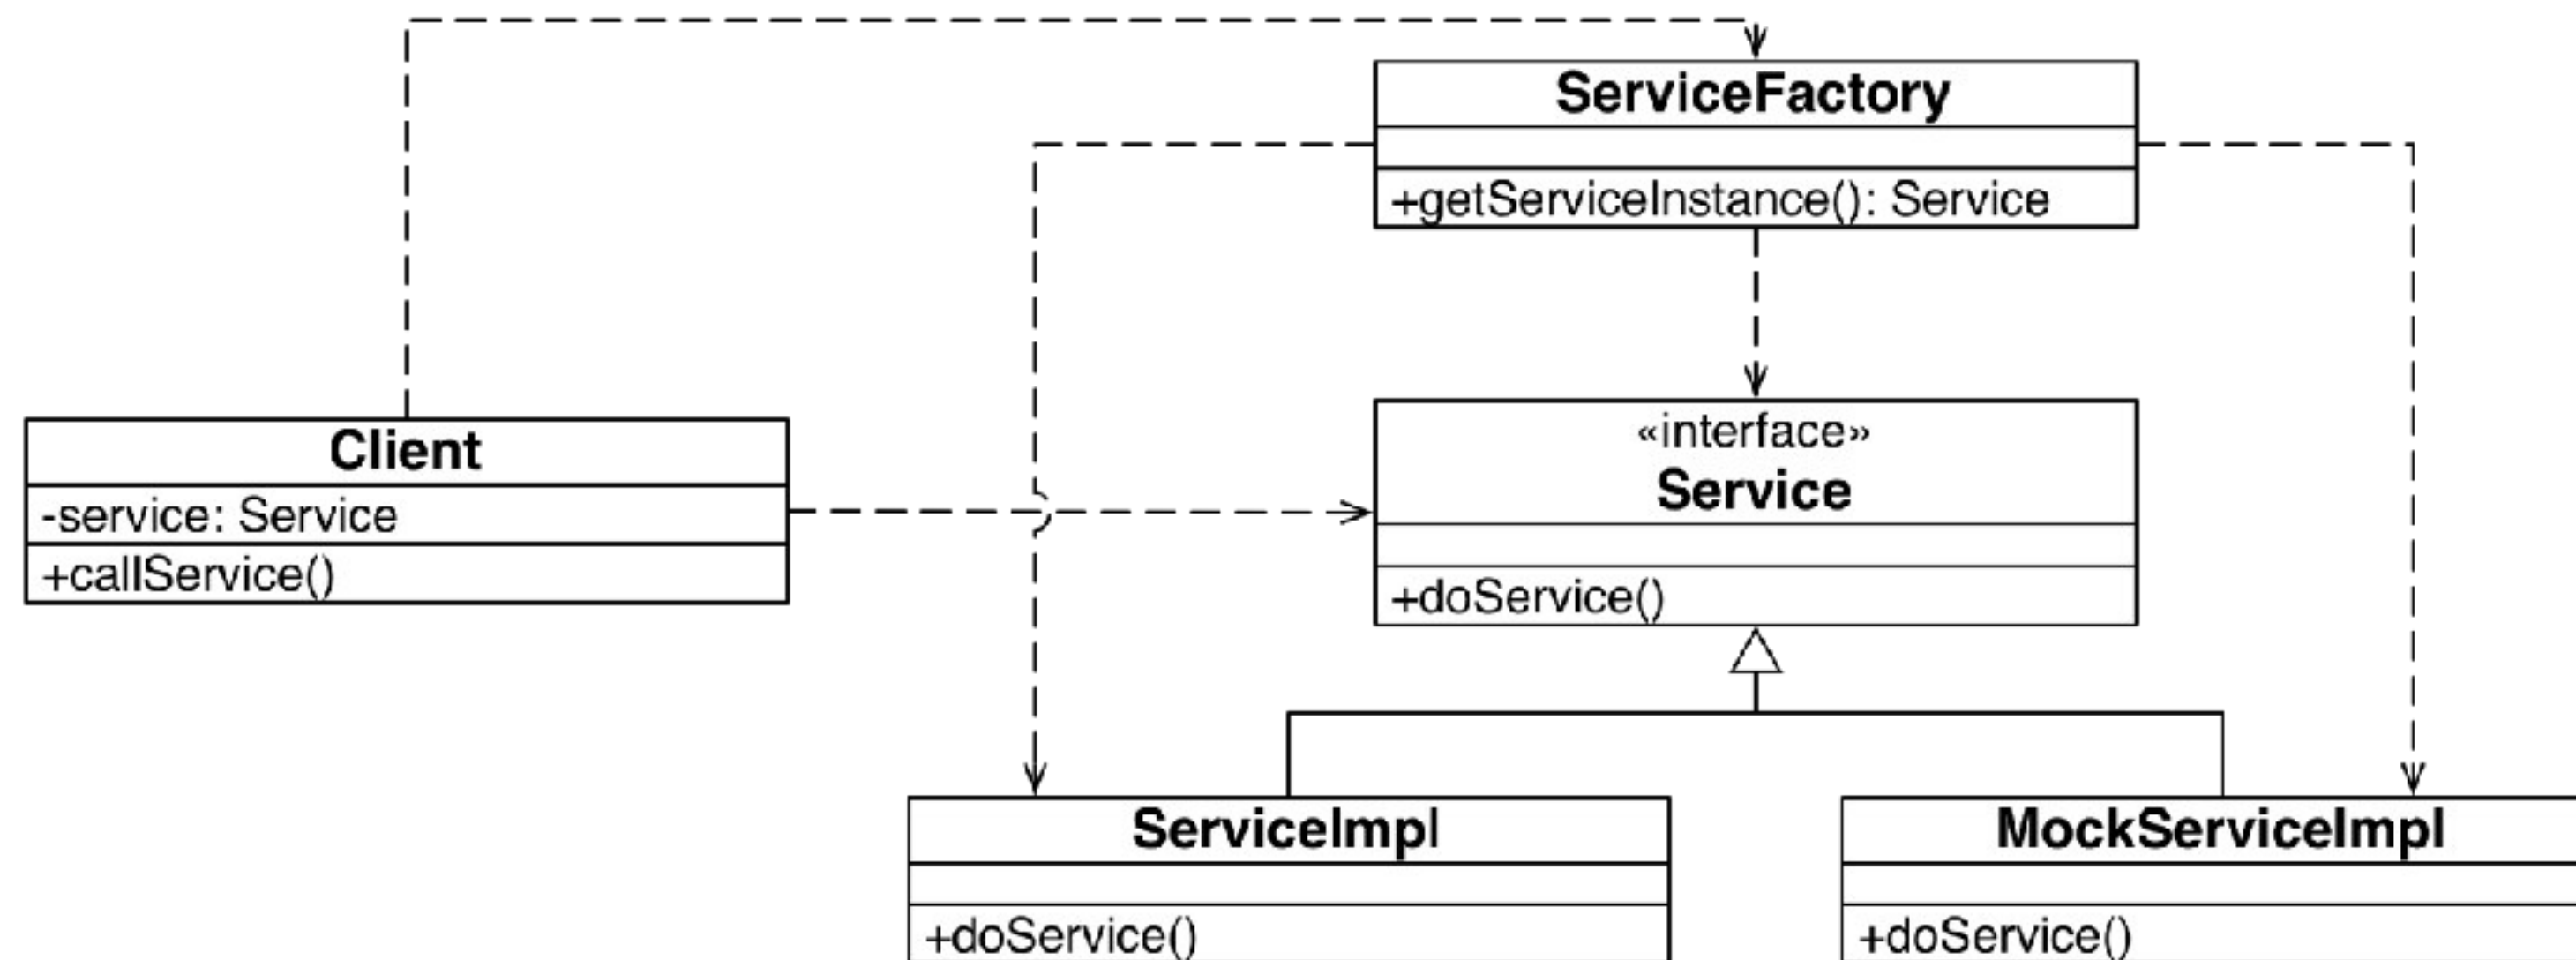 ServiceFactory
+getServiceInstance(): Service
Client
-service: Service
+callService()
«interface»
Service
+doService()
ServiceImpl
+doService()
MockServiceImpl
+doService()